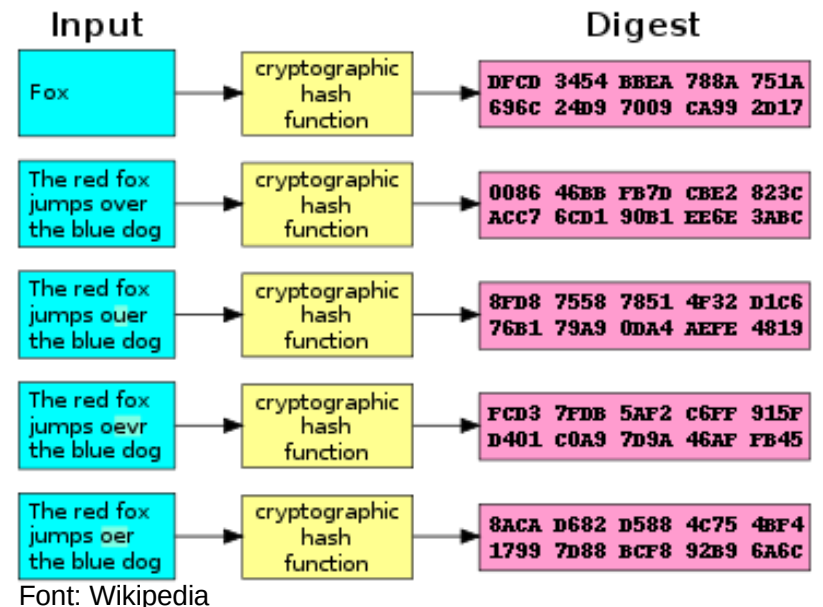 Input
Digest
Fox
cryptographic
hash
function
DFCD 3454 BBEA 788A 751A
696C 24D9 7009 CA99 2D17
The red fox
jumps over
the blue dog
cryptographic
hash
function
0086 46BB FB7D CBE2 823C
ACC7 6CD1 90B1 EE6E 3ABC
The red fox
jumps ouer
the blue dog
cryptographic
hash
function
8FD8 7558 7851 4F32 D1C6
76B1 79A9 0DA4 AEFE 4819
The red fox
jumps oevr
the blue dog
cryptographic
hash
function
FCD3 7FDB 5AF2 C6FF 915F
D401 C0A9 7D9A 46AF FB45
The red fox
jumps oer
the blue dog
cryptographic
hash
function
8ACA D682 D588 4C75 4BF4
1799 7D88 BCF8 92B9 6A6C
Font: Wikipedia